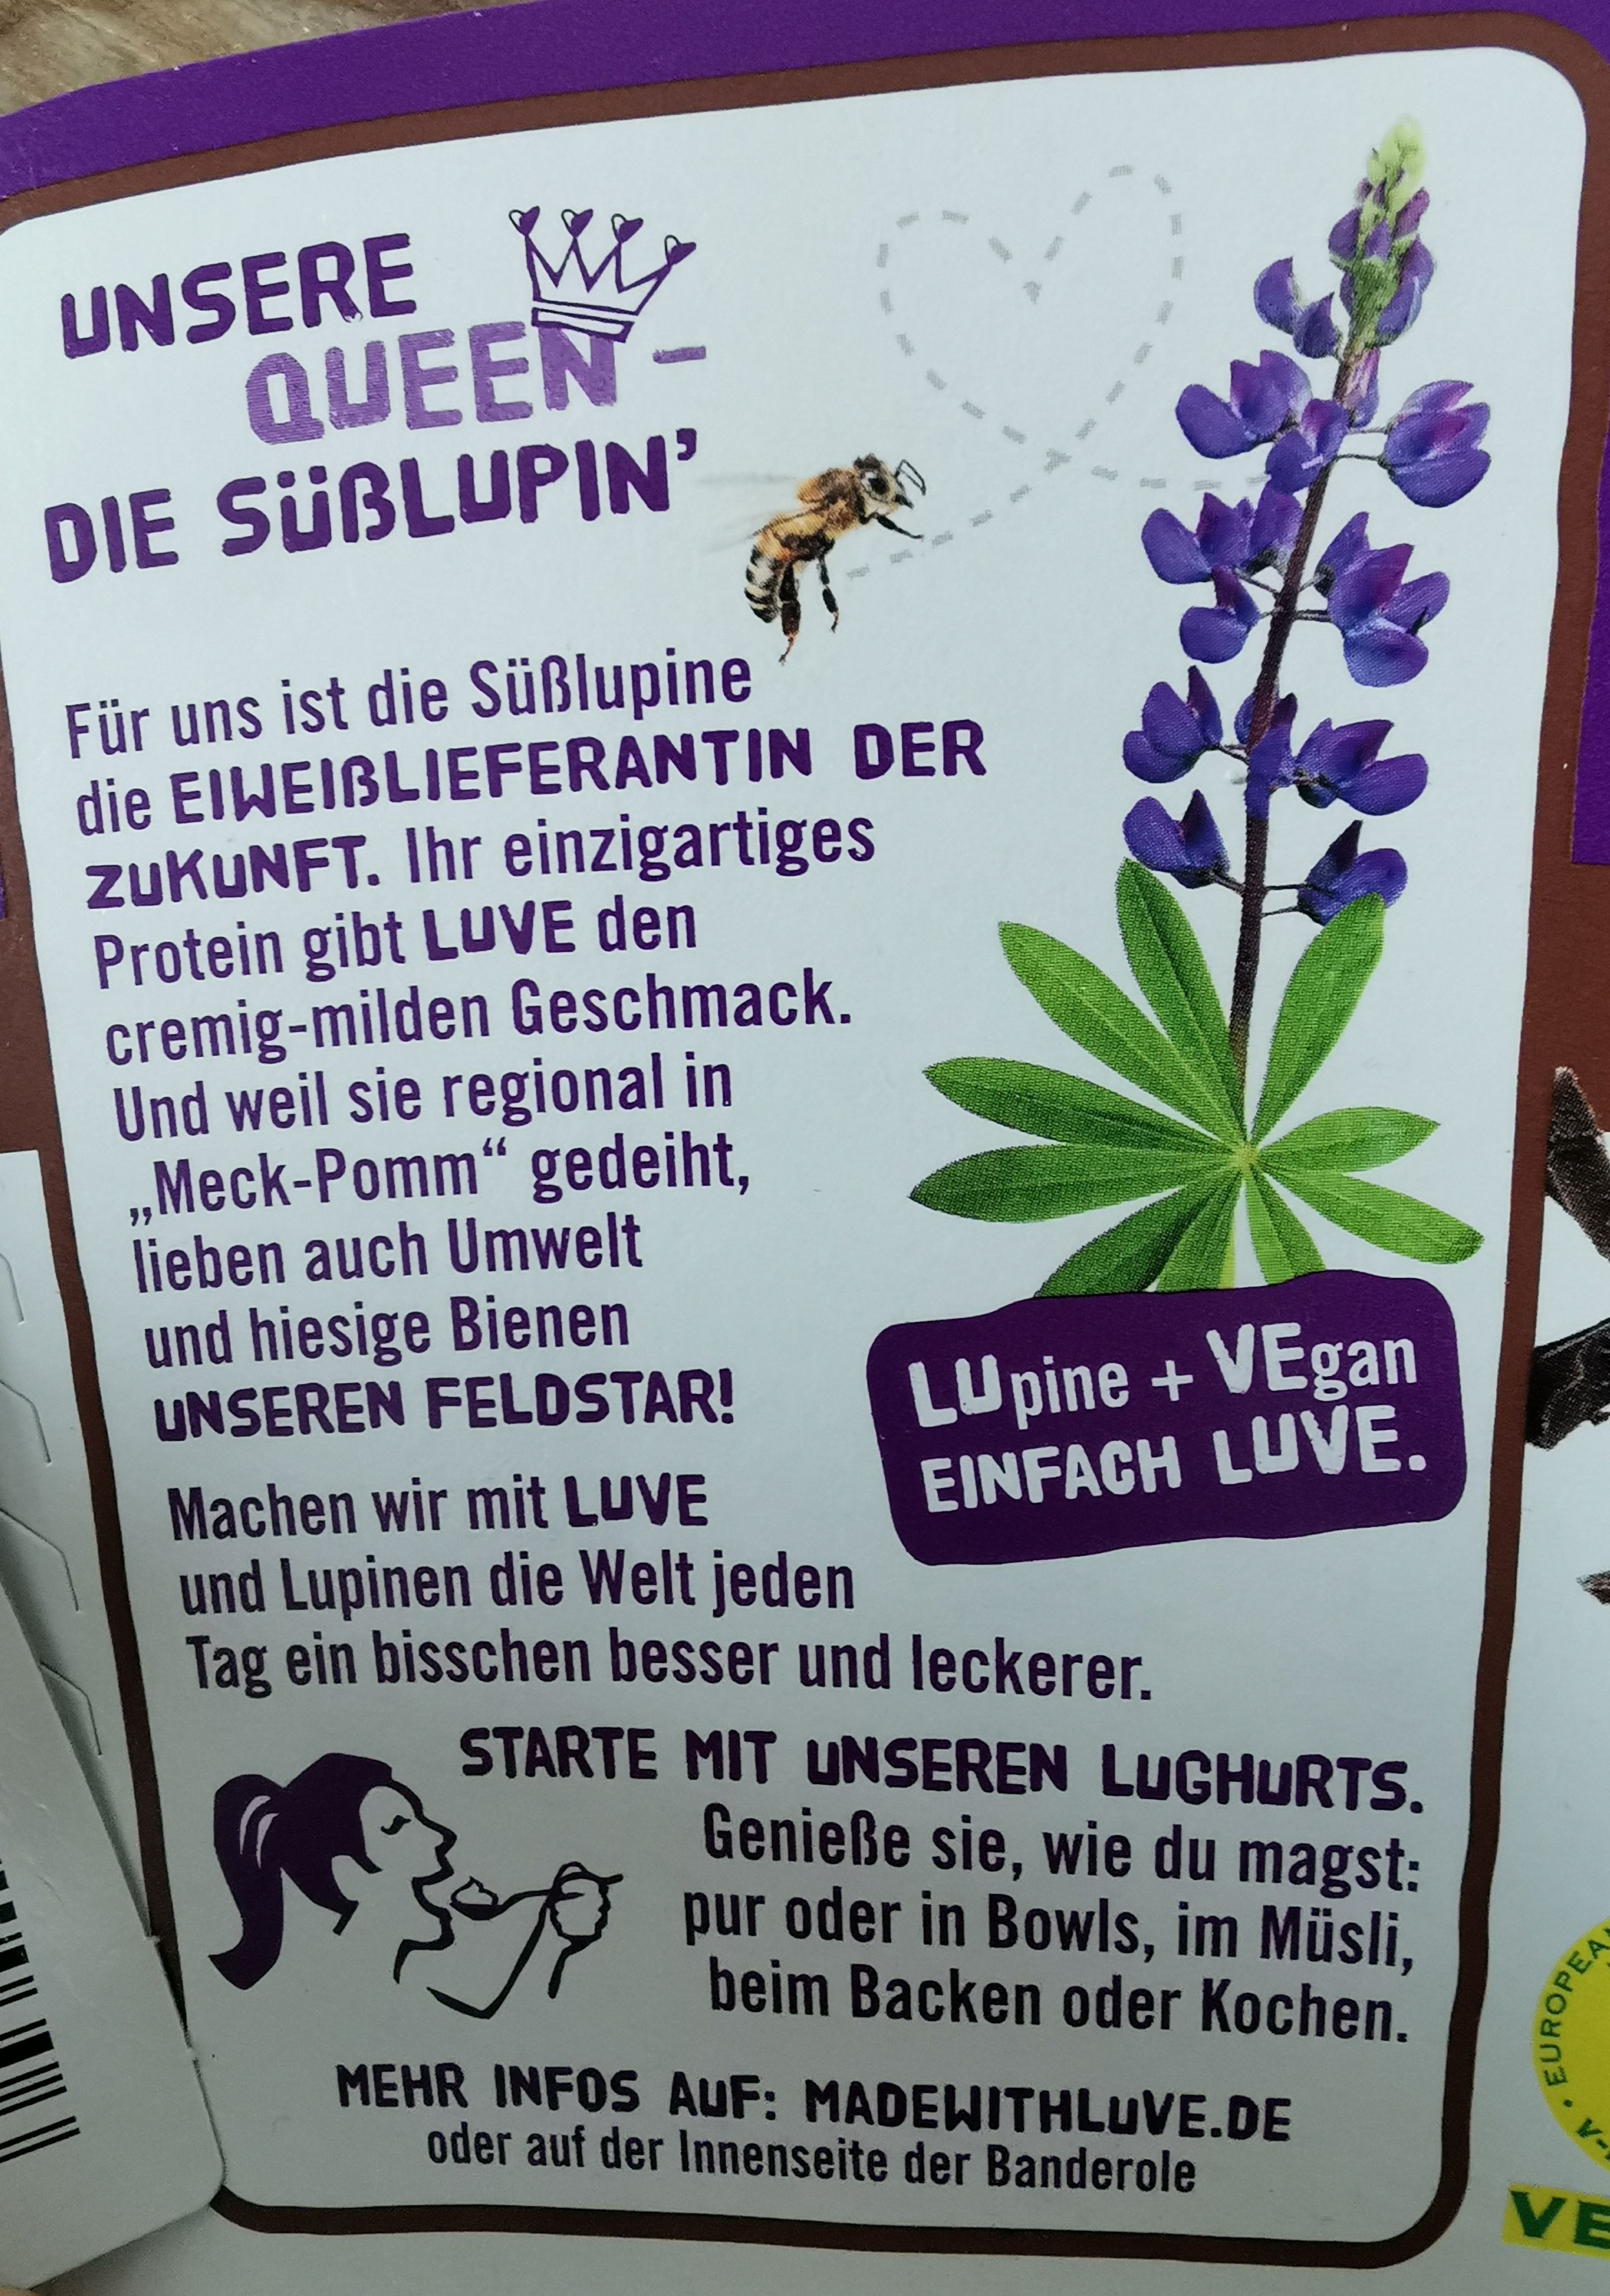 UNSERE
QUEEN –
DIE SÜßLUPIN’
Für uns ist die Süßlupine
die EIWEIßLIEFERANTIN DER
ZUKUNFT. Ihr einzigartiges
Protein gibt LUVE den
cremig-milden Geschmack.
Und weil sie regional in
„Meck-Pomm“ gedeiht,
lieben auch Umwelt
und hiesige Bienen
UNSEREN FELDSTAR!
LUpine + VEgan
EINFACH LUVE.
Machen wir mit LUVE
und Lupinen die Welt jeden
Tag ein bisschen besser und leckerer.
STARTE MIT UNSEREN LUGHURTS.
Genieße sie, wie du magst:
pur oder in Bowls, im Müsli,
beim Backen oder Kochen.
MEHR INFOS AUF: MADEWITHLUVE.DE
oder auf der Innenseite der Banderole